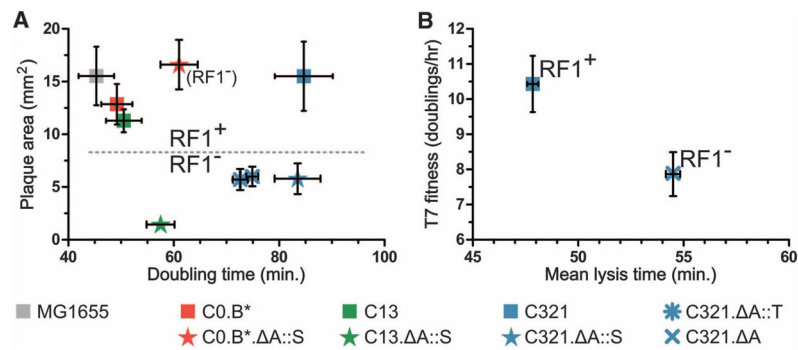 A
Plaque area (mm²)
20
15
10
5
0
(RF1⁻)
RF1⁺
RF1⁻
40 60 80 100
Doubling time (min.)
B
T7 fitness (doublings/hr)
12
11
10
9
8
7
6
RF1⁺
RF1⁻
45 50 55 60
Mean lysis time (min.)
MG1655 C0.B* C13 C321 C321.ΔA::T
C0.B*.ΔA::S C13.ΔA::S C321.ΔA::S C321.ΔA